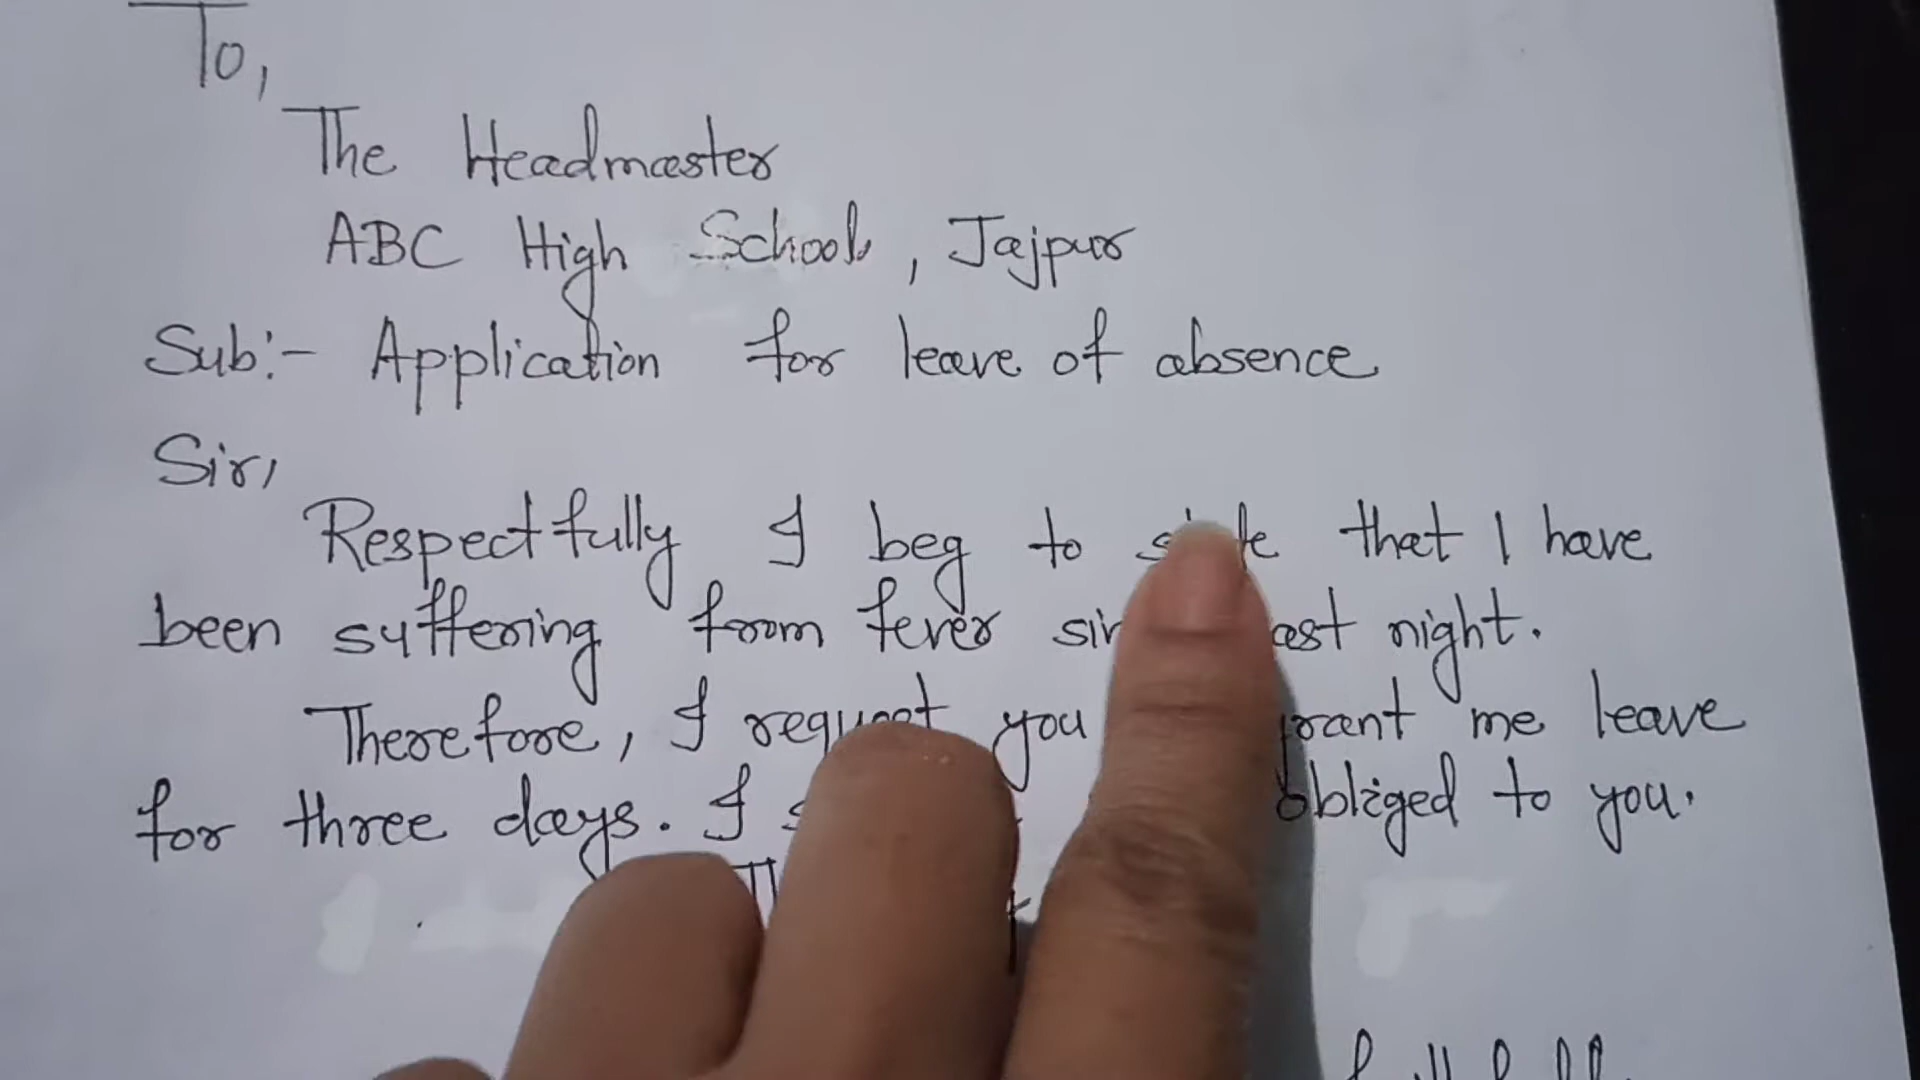 To,
The Headmaster
ABC High School, Jajpur
Sub:- Application for leave of absence
Sir,
Respectfully I beg to that I have
been suffering from fever night.
Therefore, I request you me leave
for three days. I obliged to you.